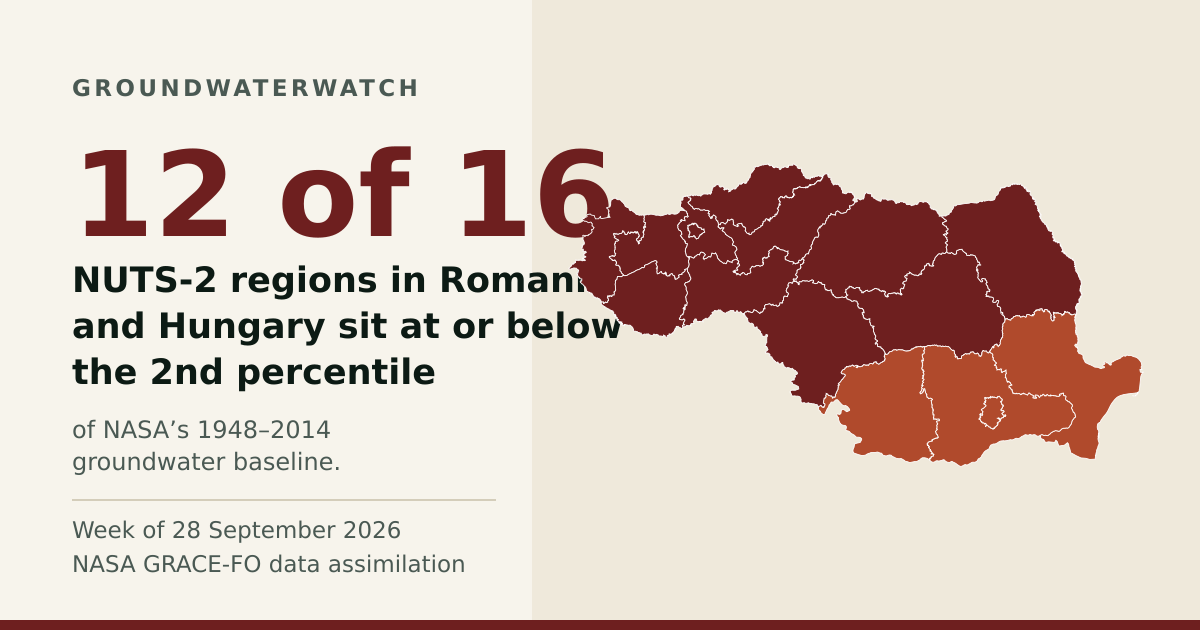 GROUNDWATERWATCH
12 of 16
NUTS-2 regions in Romani
and Hungary sit at or below
the 2nd percentile
of NASA’s 1948–2014
groundwater baseline.
Week of 28 September 2026
NASA GRACE-FO data assimilation